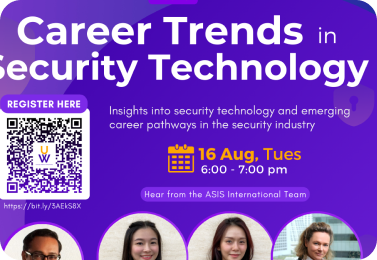 Career Trends in
Security Technology
REGISTER HERE
Insights into security technology and emerging
career pathways in the security industry
16 Aug, Tues
6:00 - 7:00 pm
UW
https://bit.ly/3AEkS8X
Hear from the ASIS International Team